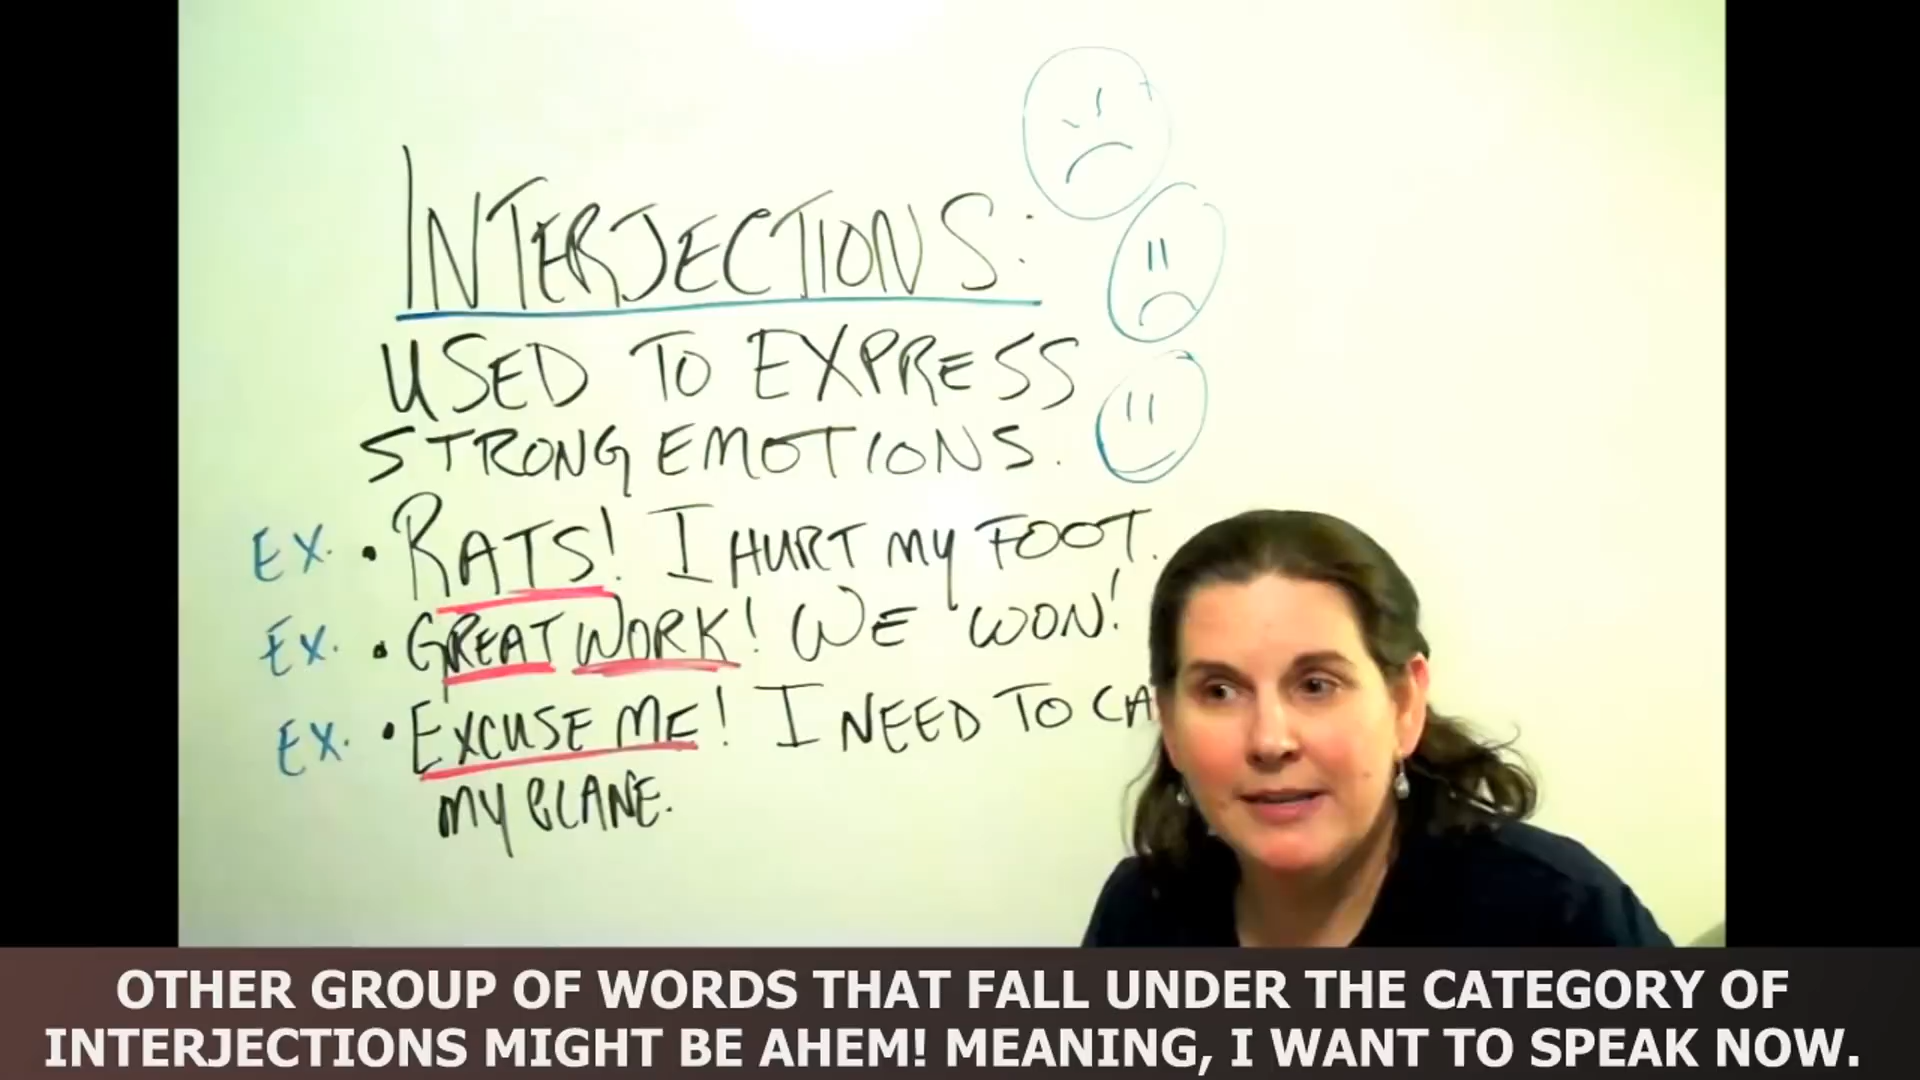 INTERJECTIONS:
USED TO EXPRESS
STRONG EMOTIONS.
EX. • RATS! I HURT MY FOOT.
EX. • GREAT WORK! WE WON!
EX. • EXCUSE ME! I NEED TO CA
MY PLANE.
OTHER GROUP OF WORDS THAT FALL UNDER THE CATEGORY OF
INTERJECTIONS MIGHT BE AHEM! MEANING, I WANT TO SPEAK NOW.